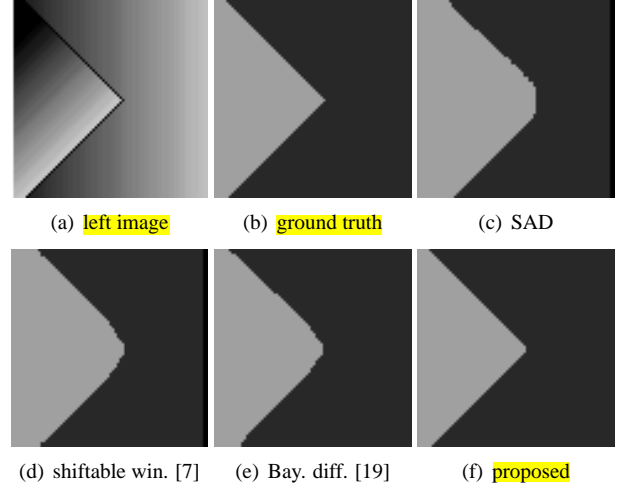 (a) left image (b) ground truth (c) SAD
(d) shiftable win. [7] (e) Bay. diff. [19] (f) proposed